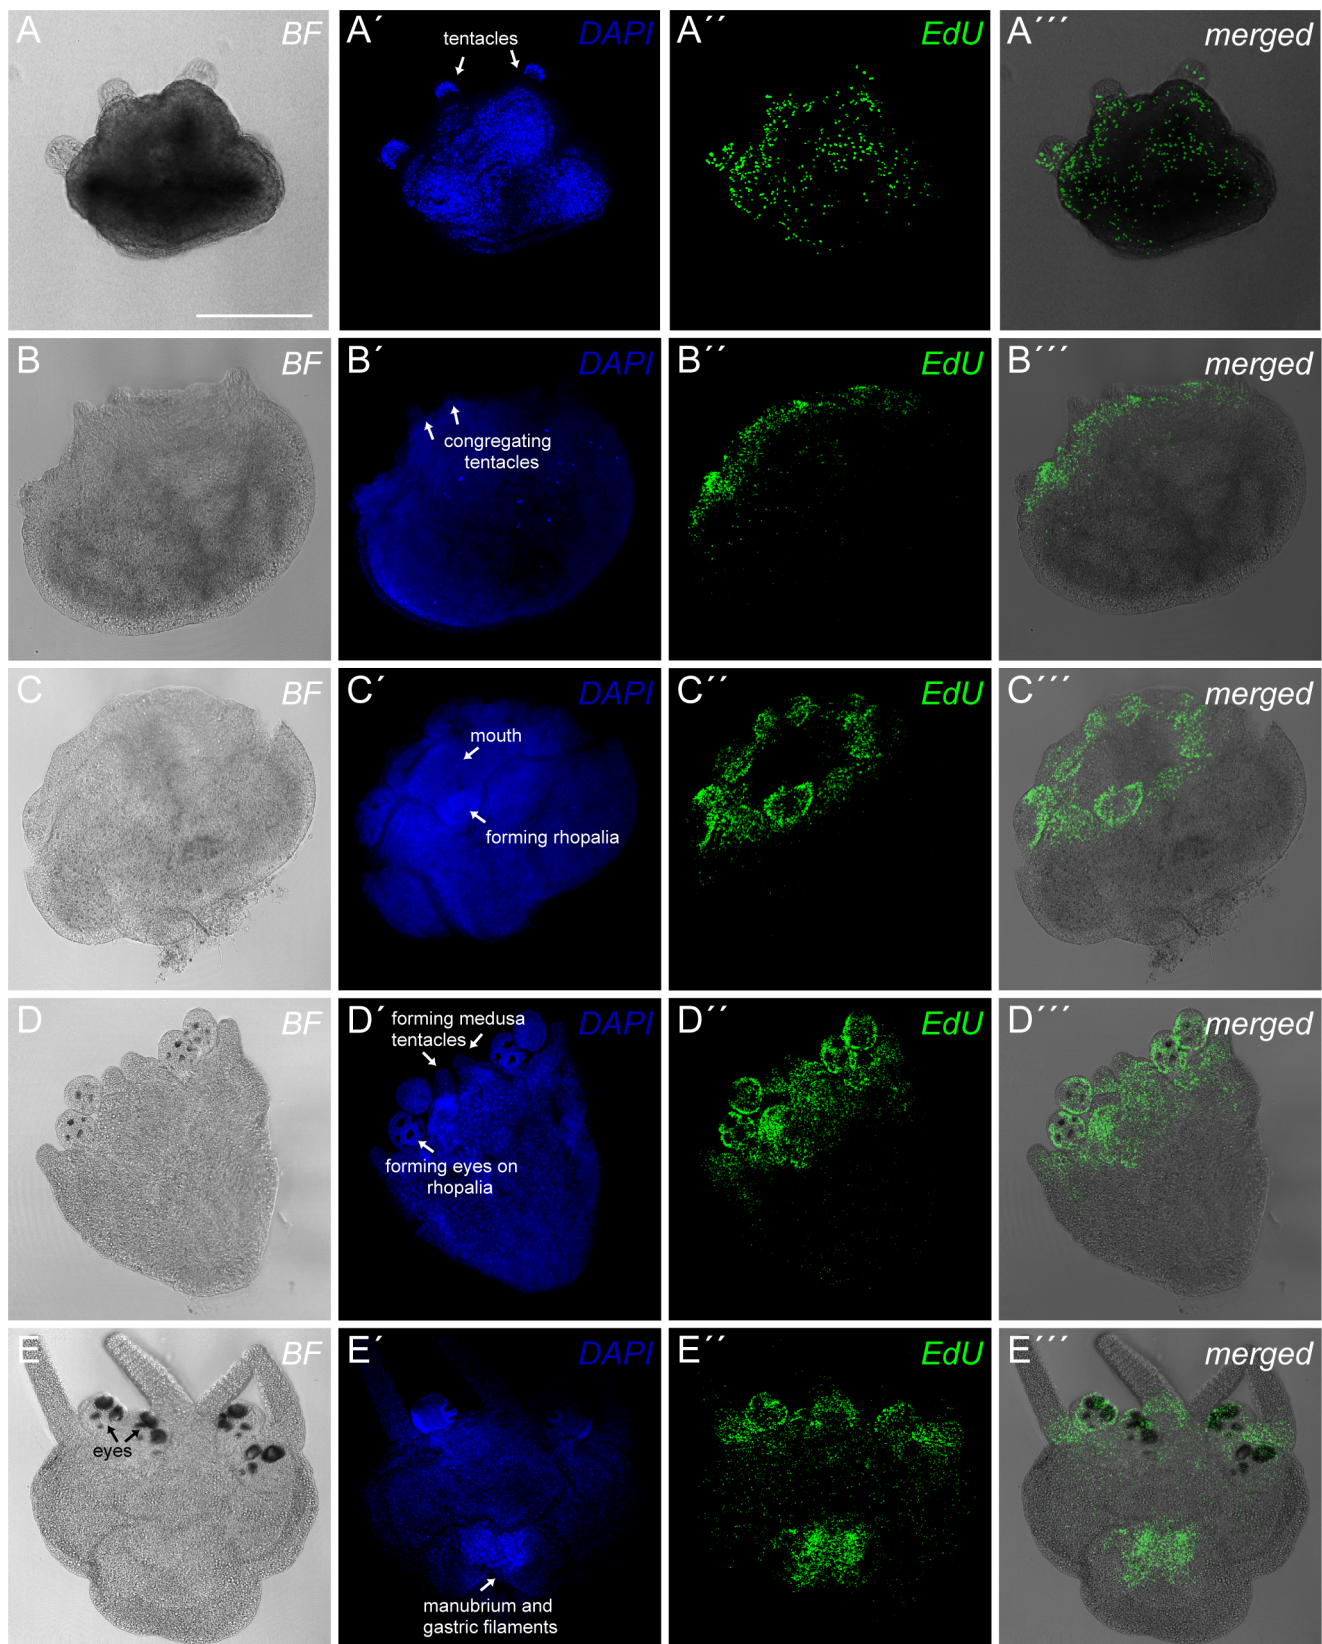 A BF A´ DAPI A´´ EdU A´´´ merged
tentacles
B BF B´ DAPI B´´ EdU B´´´ merged
congregating
tentacles
C BF C´ DAPI C´´ EdU C´´´ merged
mouth
forming rhopalia
D BF D´ DAPI D´´ EdU D´´´ merged
forming medusa
tentacles
forming eyes on
rhopalia
E BF E´ DAPI E´´ EdU E´´´ merged
eyes
manubrium and
gastric filaments